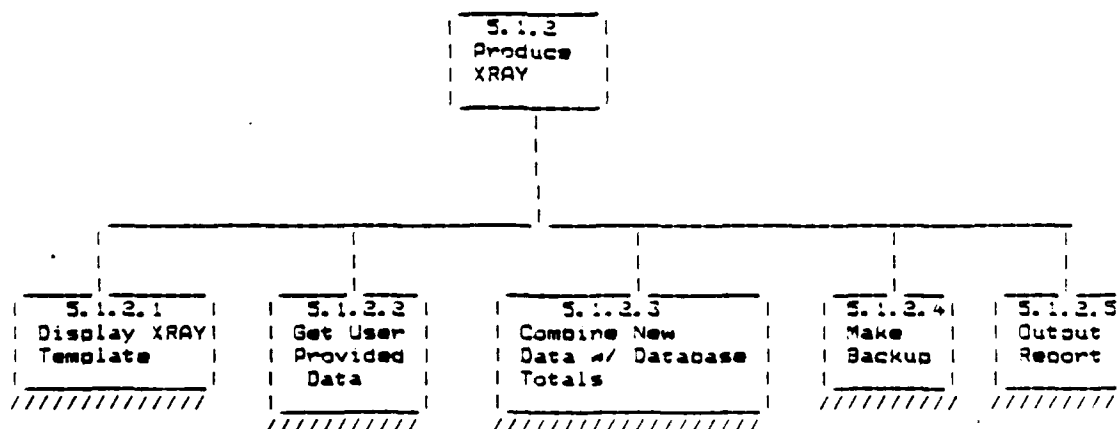 5.1.2
Produce
XRAY
5.1.2.1
Display XRAY
Template
5.1.2.2
Get User
Provided
Data
5.1.2.3
Combine New
Data w/ Database
Totals
5.1.2.4
Make
Backup
5.1.2.5
Output
Report